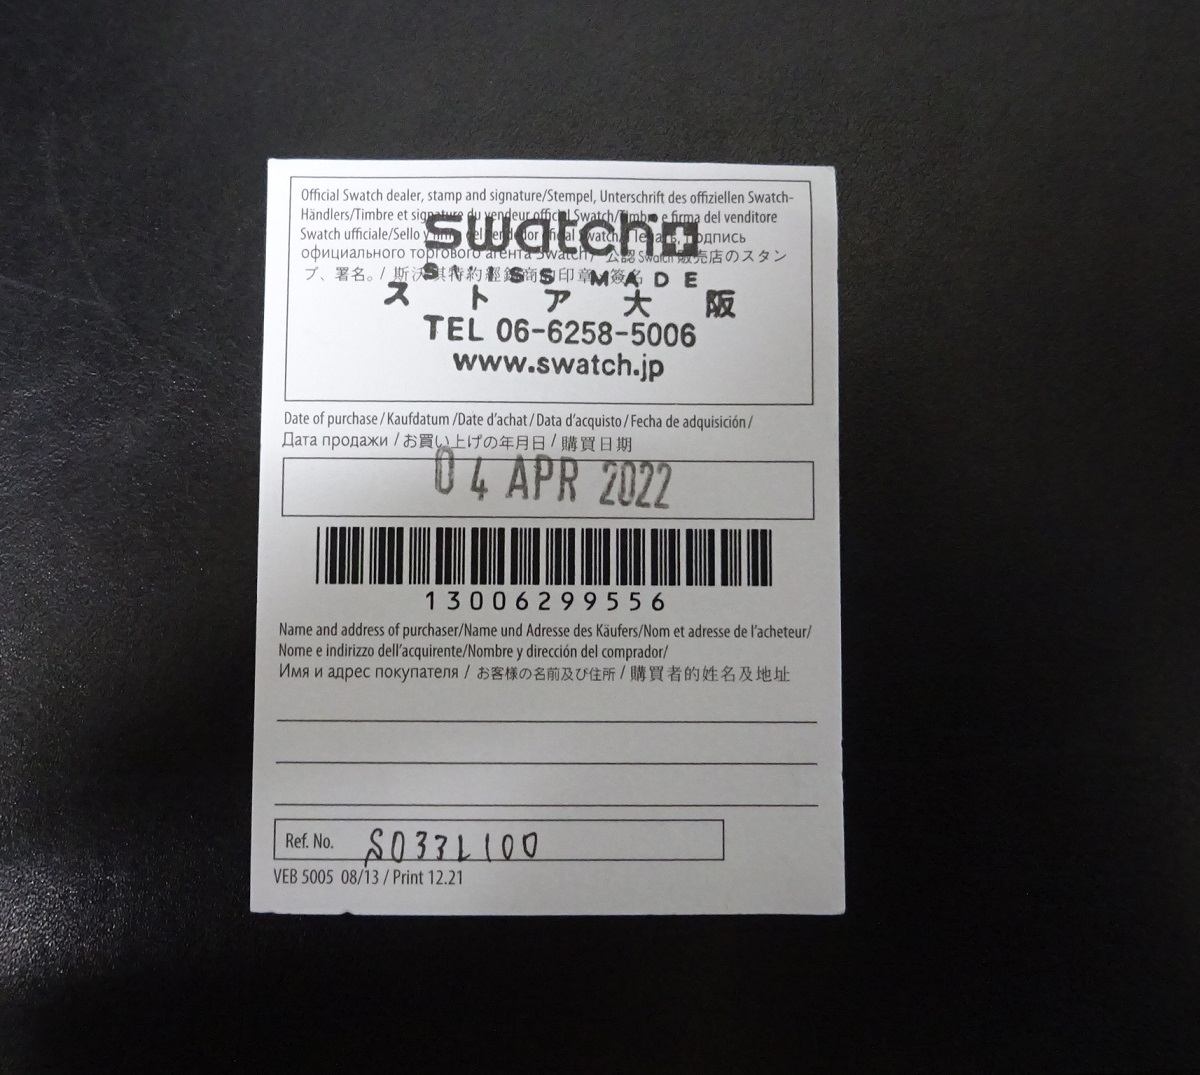 Official Swatch dealer, stamp and signature/Stempel, Unterschrift des offiziellen Swatch-
Händlers/Timbre et signature du vendeur officiel Swatch/Timbro e firma del venditore
Swatch ufficiale/Sello y firma del vendedor oficial Swatch/Печать, подпись
официального торгового агента Swatch/ 公認 Swatch 販売店のスタン
プ、署名。/ 斯沃琪特約經銷商的印章及簽名
swatch
SWISS MADE
ストア大阪
TEL 06-6258-5006
www.swatch.jp
Date of purchase/Kaufdatum /Date d'achat/Data d'acquisto/Fecha de adquisición/
Дата продажи /お買い上げの年月日/購買日期
04 APR 2022
13006299556
Name and address of purchaser/Name und Adresse des Käufers/Nom et adresse de l'acheteur/
Nome e indirizzo dell'acquirente/Nombre y dirección del comprador/
Имя и адрес покупателя / お客様の名前及び住所 / 購買者的姓名及地址
Ref. No. S033L100
VEB 5005 08/13 / Print 12.21